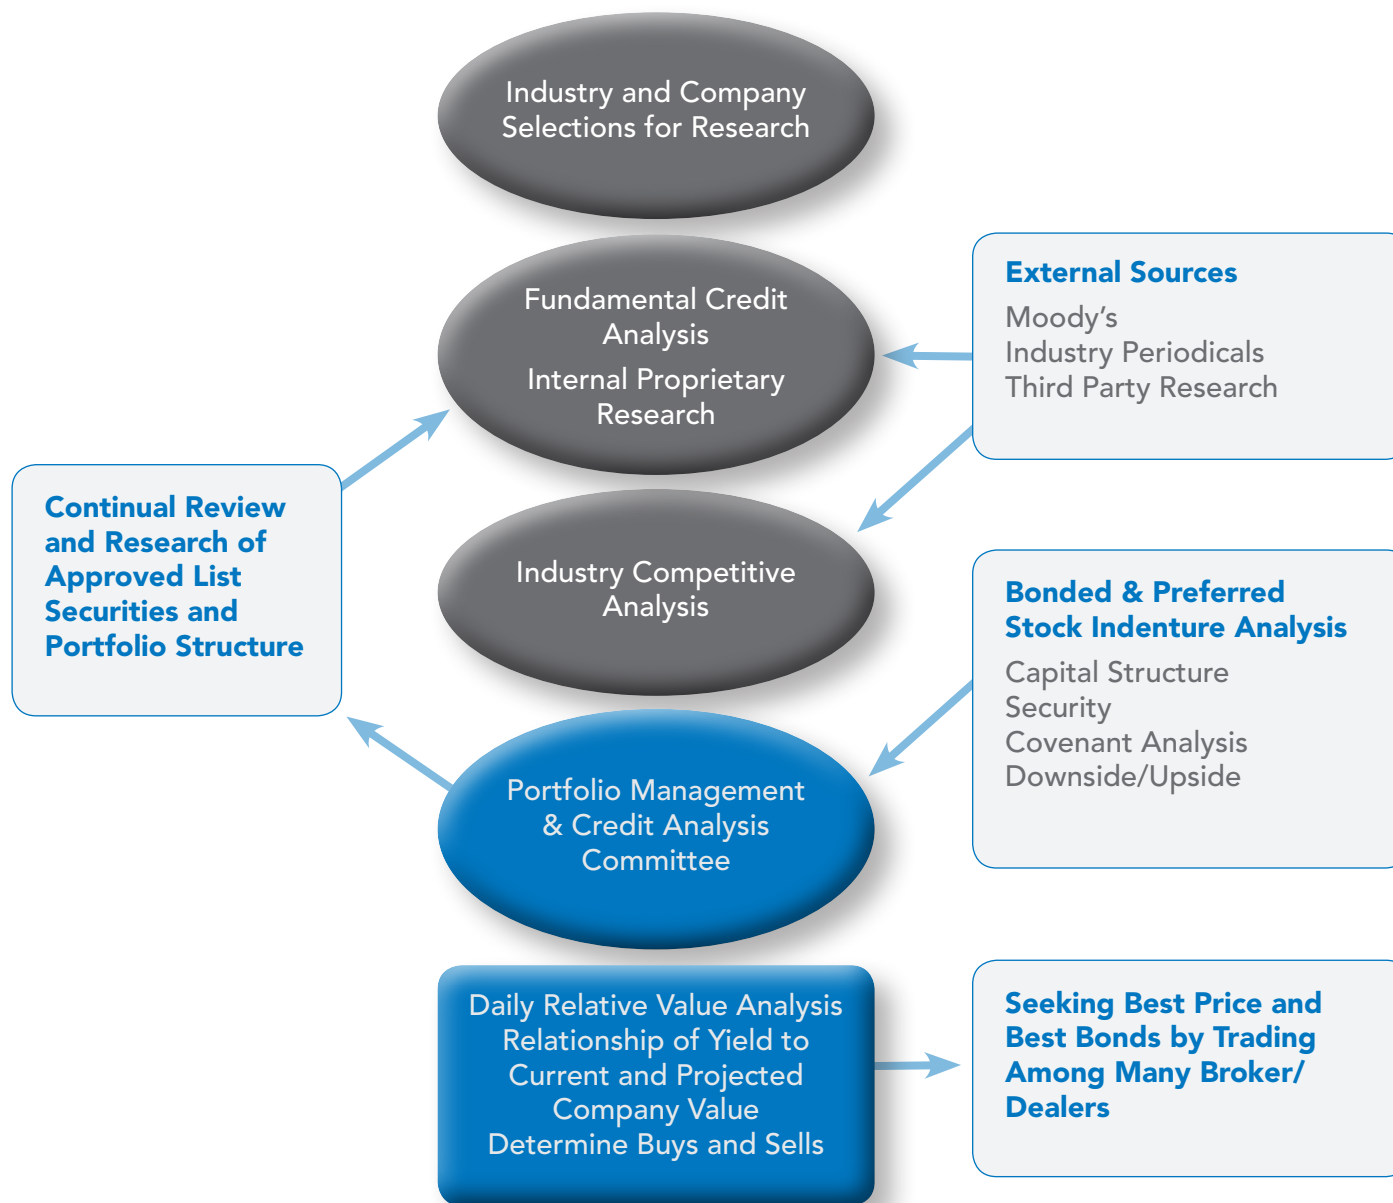 Industry and Company
Selections for Research
Fundamental Credit
Analysis
Internal Proprietary
Research
External Sources
Moody’s
Industry Periodicals
Third Party Research
Continual Review
and Research of
Approved List
Securities and
Portfolio Structure
Industry Competitive
Analysis
Bonded & Preferred
Stock Indenture Analysis
Capital Structure
Security
Covenant Analysis
Downside/Upside
Portfolio Management
& Credit Analysis
Committee
Daily Relative Value Analysis
Relationship of Yield to
Current and Projected
Company Value
Determine Buys and Sells
Seeking Best Price and
Best Bonds by Trading
Among Many Broker/
Dealers